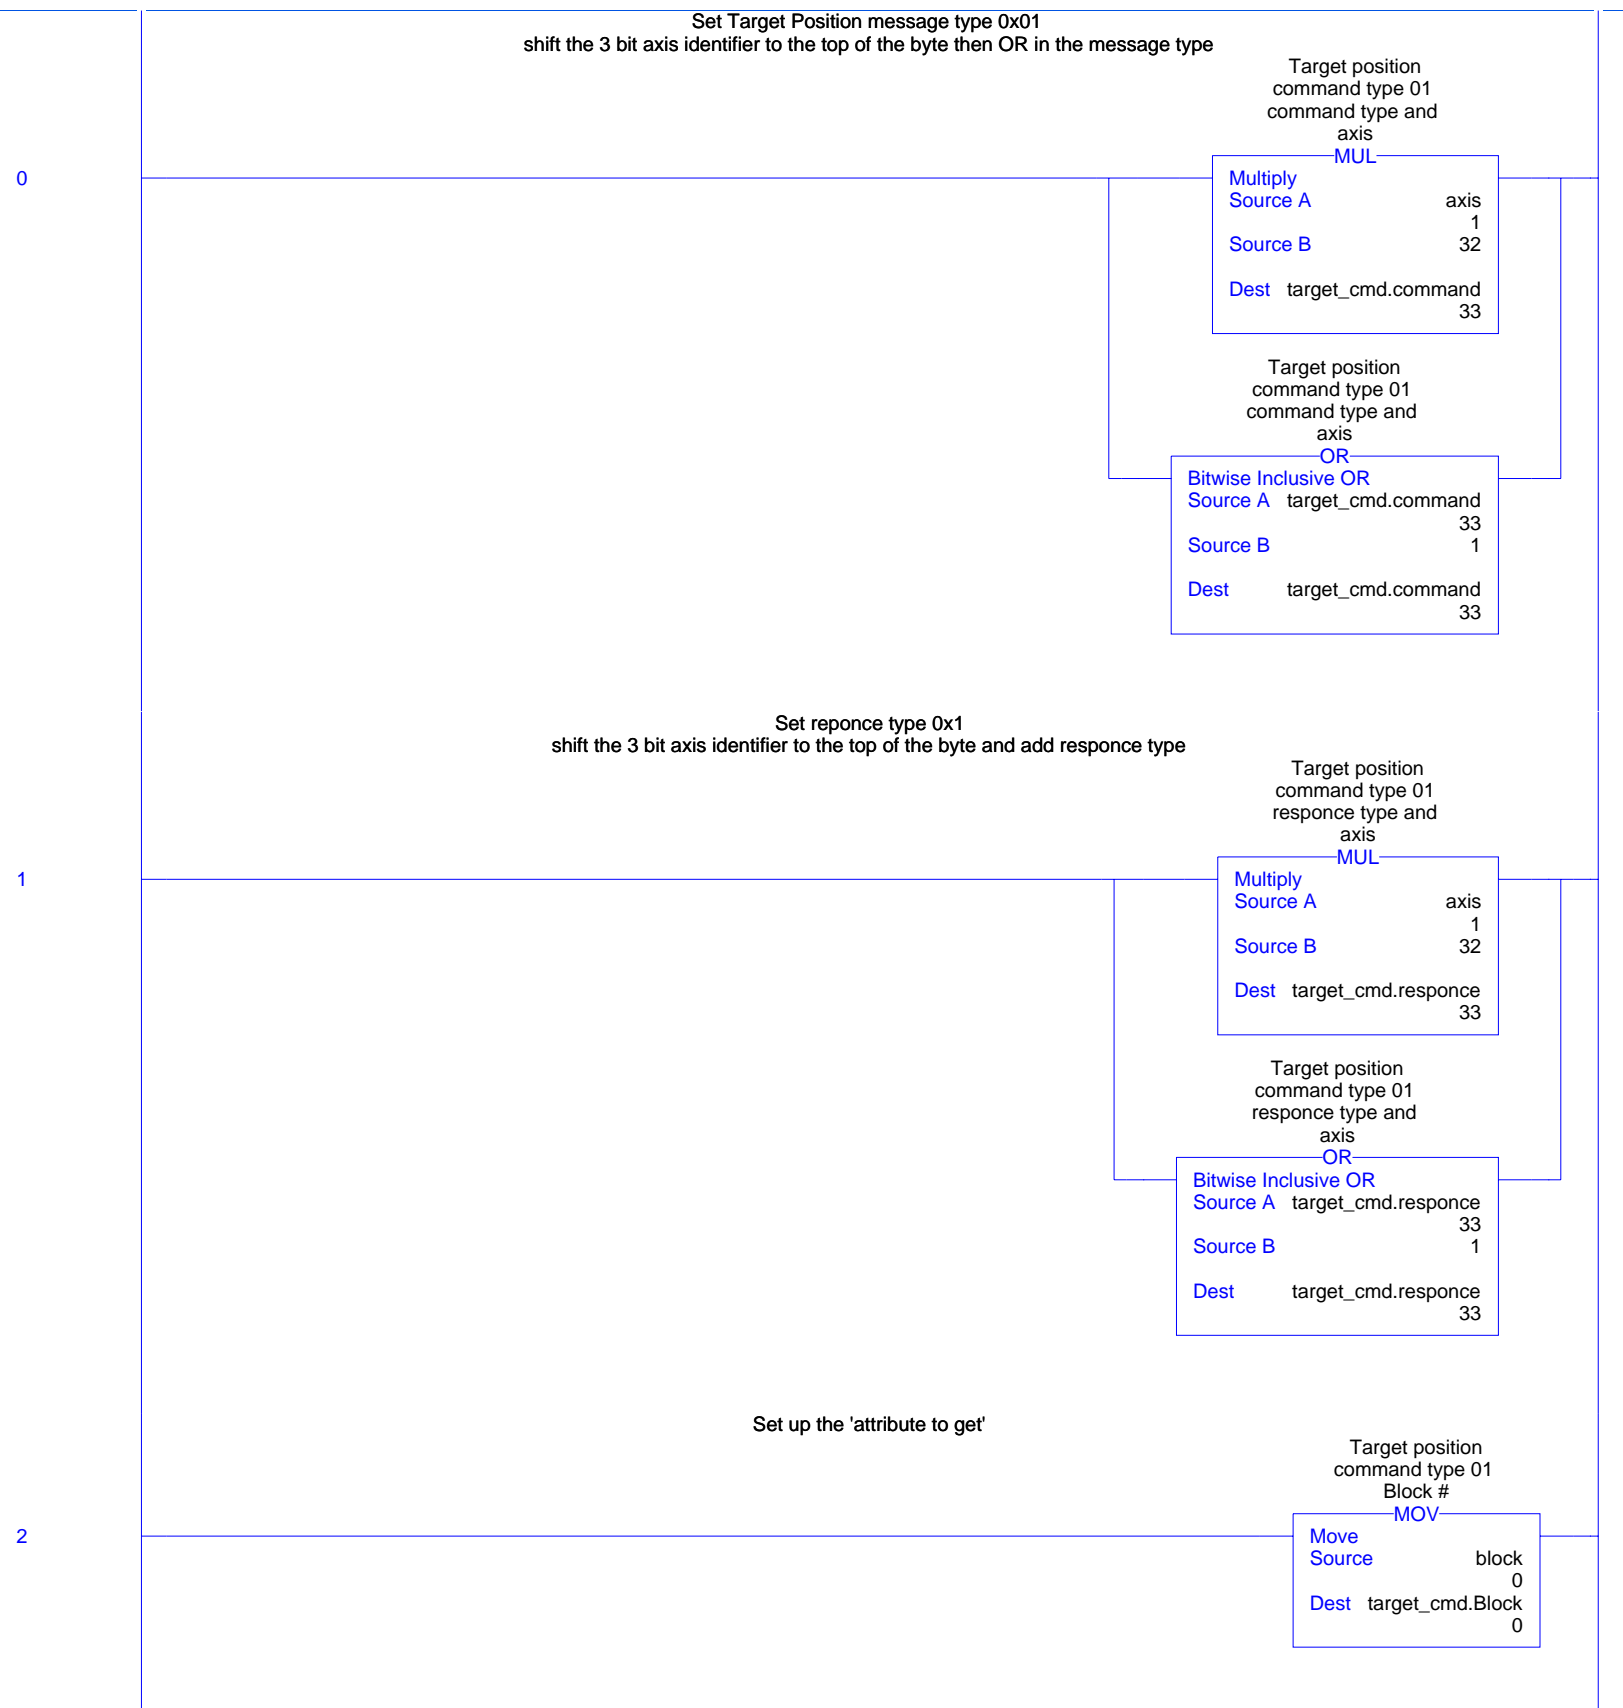 Set Target Position message type 0x01
shift the 3 bit axis identifier to the top of the byte then OR in the message type
Target position
command type 01
command type and
axis
MUL
0
Multiply
Source A axis
1
Source B 32
Dest target_cmd.command
33
Target position
command type 01
command type and
axis
OR
Bitwise Inclusive OR
Source A target_cmd.command
33
Source B 1
Dest target_cmd.command
33
Set reponce type 0x1
shift the 3 bit axis identifier to the top of the byte and add responce type
Target position
command type 01
responce type and
axis
MUL
1
Multiply
Source A axis
1
Source B 32
Dest target_cmd.responce
33
Target position
command type 01
responce type and
axis
OR
Bitwise Inclusive OR
Source A target_cmd.responce
33
Source B 1
Dest target_cmd.responce
33
Set up the 'attribute to get'
Target position
command type 01
Block #
MOV
2
Move
Source block
0
Dest target_cmd.Block
0